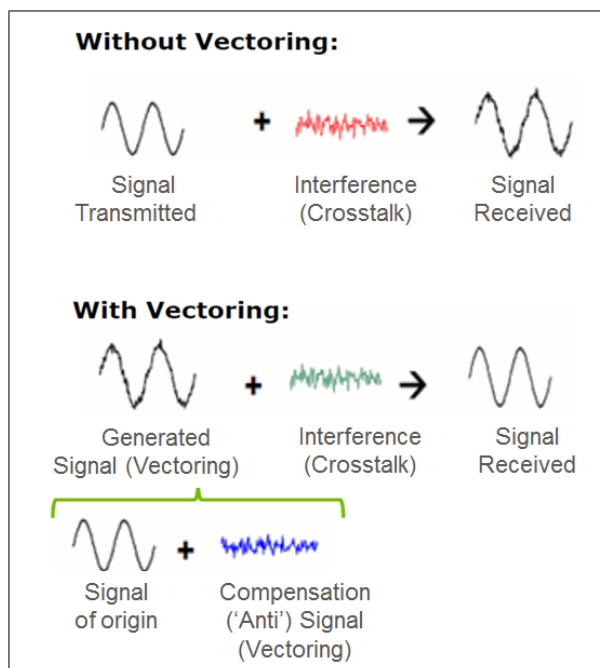 Without Vectoring:
+ →
Signal Transmitted
Interference (Crosstalk)
Signal Received
With Vectoring:
+ →
Generated Signal (Vectoring)
Interference (Crosstalk)
Signal Received
+
Signal of origin
Compensation ('Anti') Signal (Vectoring)